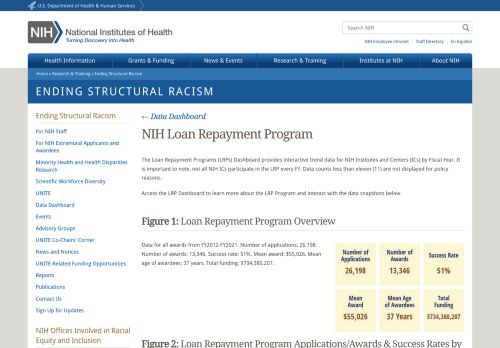 U.S. Department of Health & Human Services
NIH
National Institutes of Health
Turning Discovery Into Health
Search NIH
NIH Employee Intranet
Staff Directory
En Español
Health Information
Grants & Funding
News & Events
Research & Training
Institutes at NIH
About NIH
Home » Research & Training » Ending Structural Racism
ENDING STRUCTURAL RACISM
Ending Structural Racism
For NIH Staff
For NIH Extramural Applicants and
Awardees
Minority Health and Health Disparities
Research
Scientific Workforce Diversity
UNITE
Data Dashboard
Events
Advisory Groups
UNITE Co-Chairs' Corner
News and Notices
UNITE-Related Funding Opportunities
Reports
Publications
Contact Us
Sign Up for Updates
NIH Offices Involved in Racial
Equity and Inclusion
← Data Dashboard
NIH Loan Repayment Program
The Loan Repayment Programs (LRPs) Dashboard provides interactive trend data for NIH Institutes and Centers (ICs) by Fiscal Year. It
is important to note, not all NIH ICs participate in the LRP every FY. Data counts less than eleven (11) are not displayed for policy
reasons.
Access the LRP Dashboard to learn more about the LRP Program and interact with the data snapshots below.
Figure 1: Loan Repayment Program Overview
Data for all awards from FY2012-FY2021. Number of applications: 26,198.
Number of awards: 13,346. Success rate: 51%. Mean award: $55,026. Mean
age of awardees: 37 years. Total funding: $734,380,207.
Number of
Applications
26,198
Number of
Awards
13,346
Success Rate
51%
Mean
Award
$55,026
Mean Age
of Awardees
37 Years
Total
Funding
$734,380,207
Figure 2: Loan Repayment Program Applications/Awards & Success Rates by